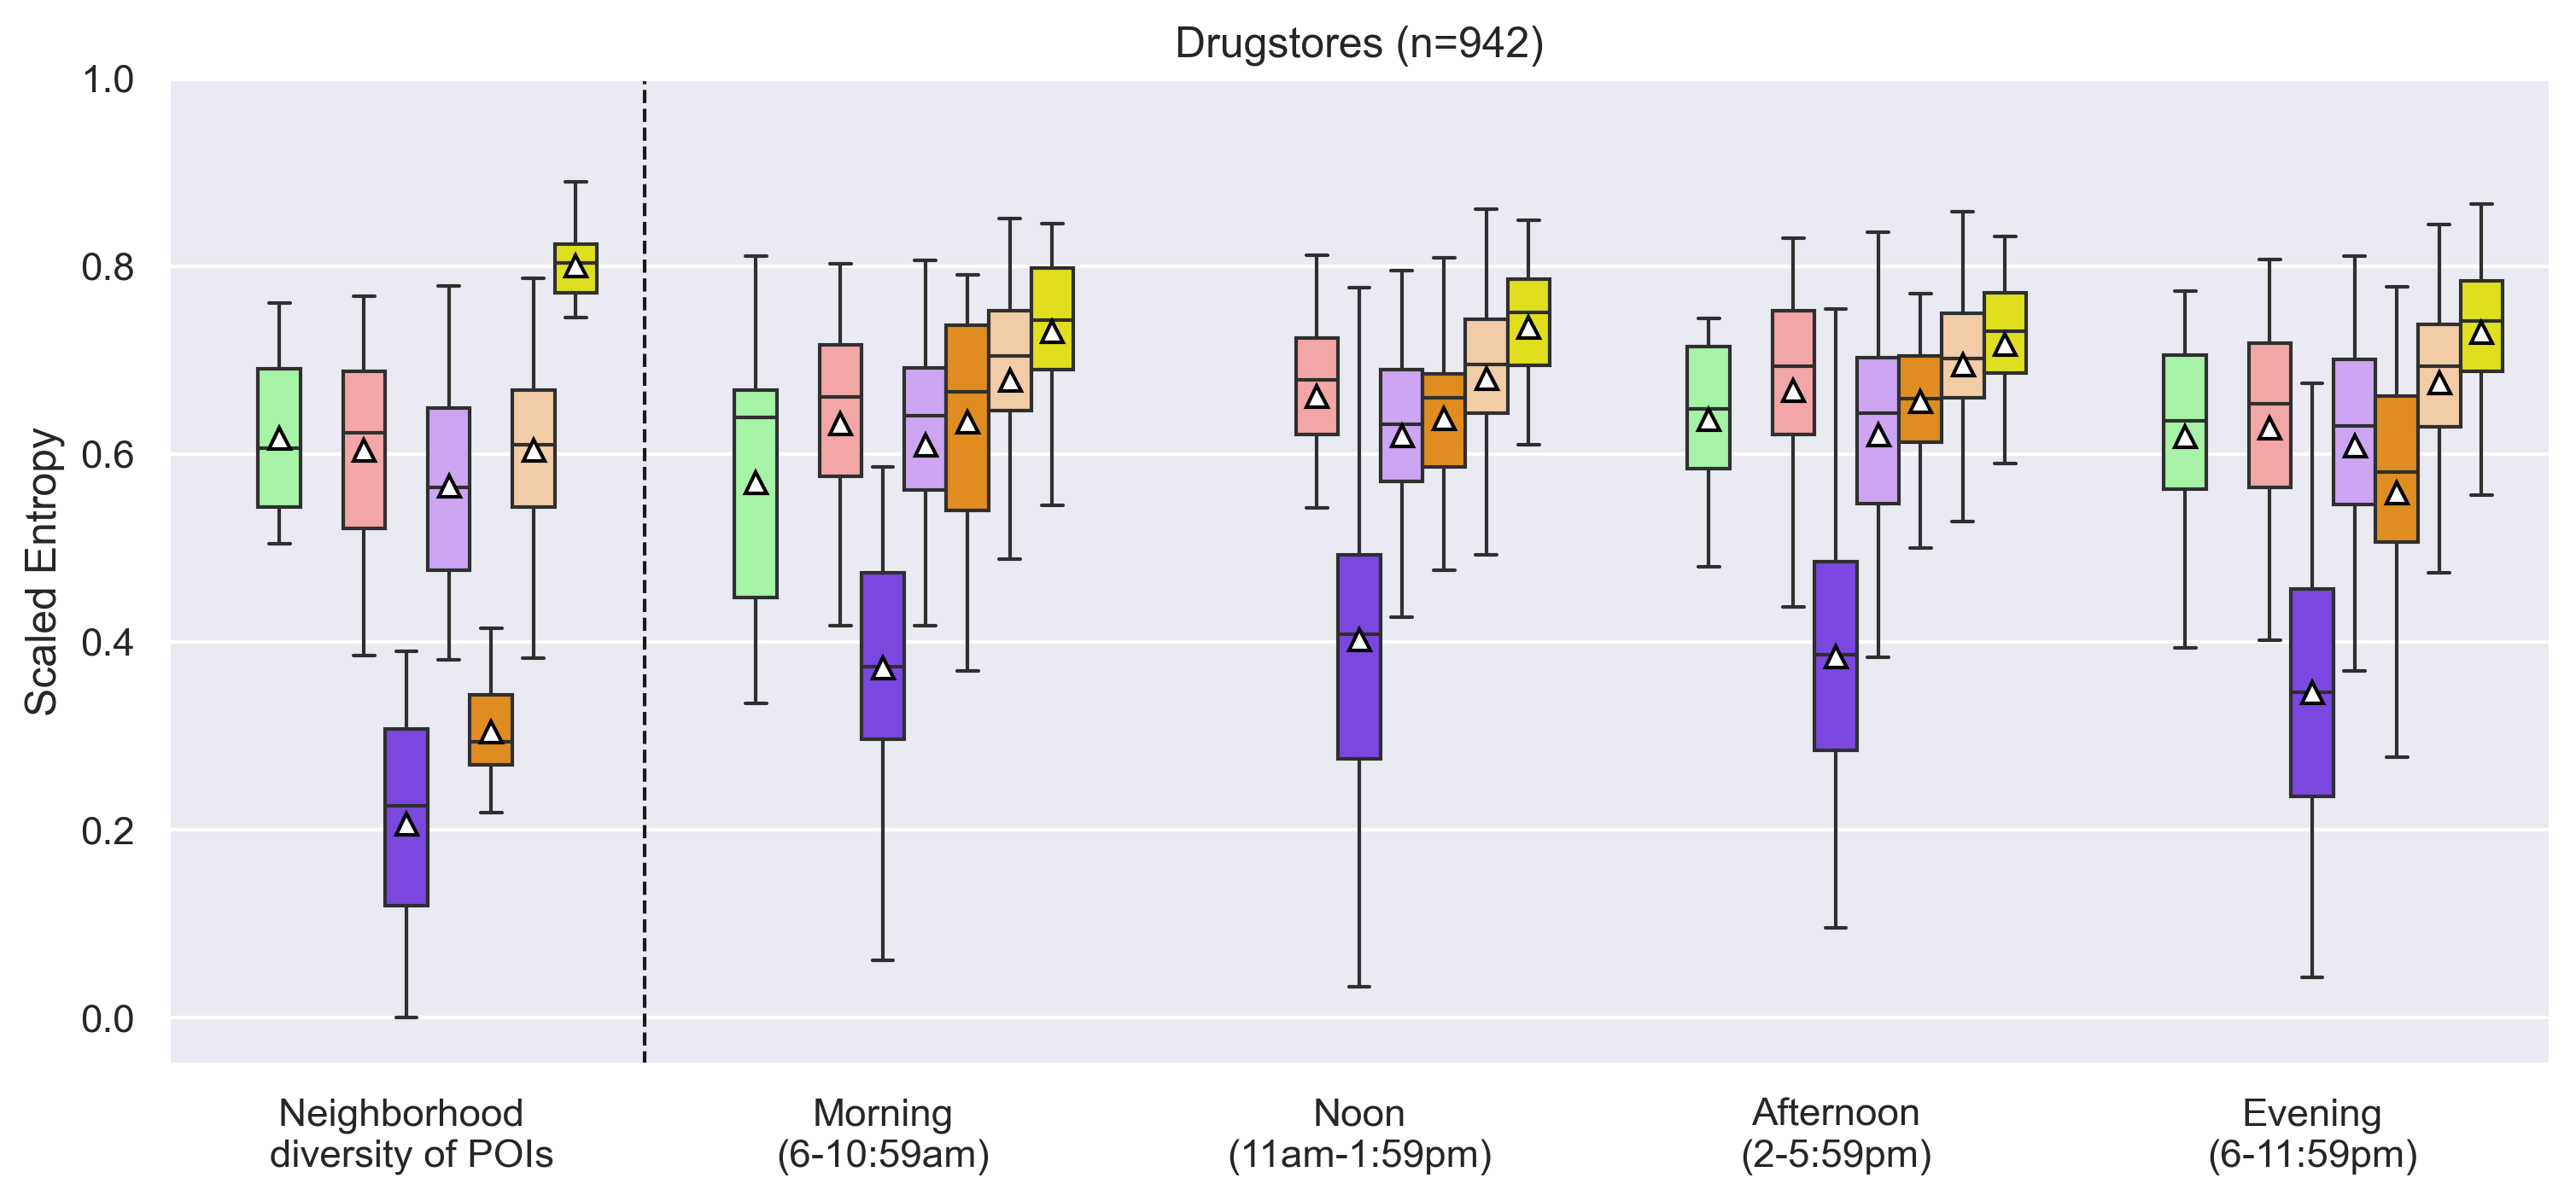 Drugstores (n=942)
Scaled Entropy
1.0
0.8
0.6
0.4
0.2
0.0
Neighborhood
diversity of POIs
Morning
(6-10:59am)
Noon
(11am-1:59pm)
Afternoon
(2-5:59pm)
Evening
(6-11:59pm)